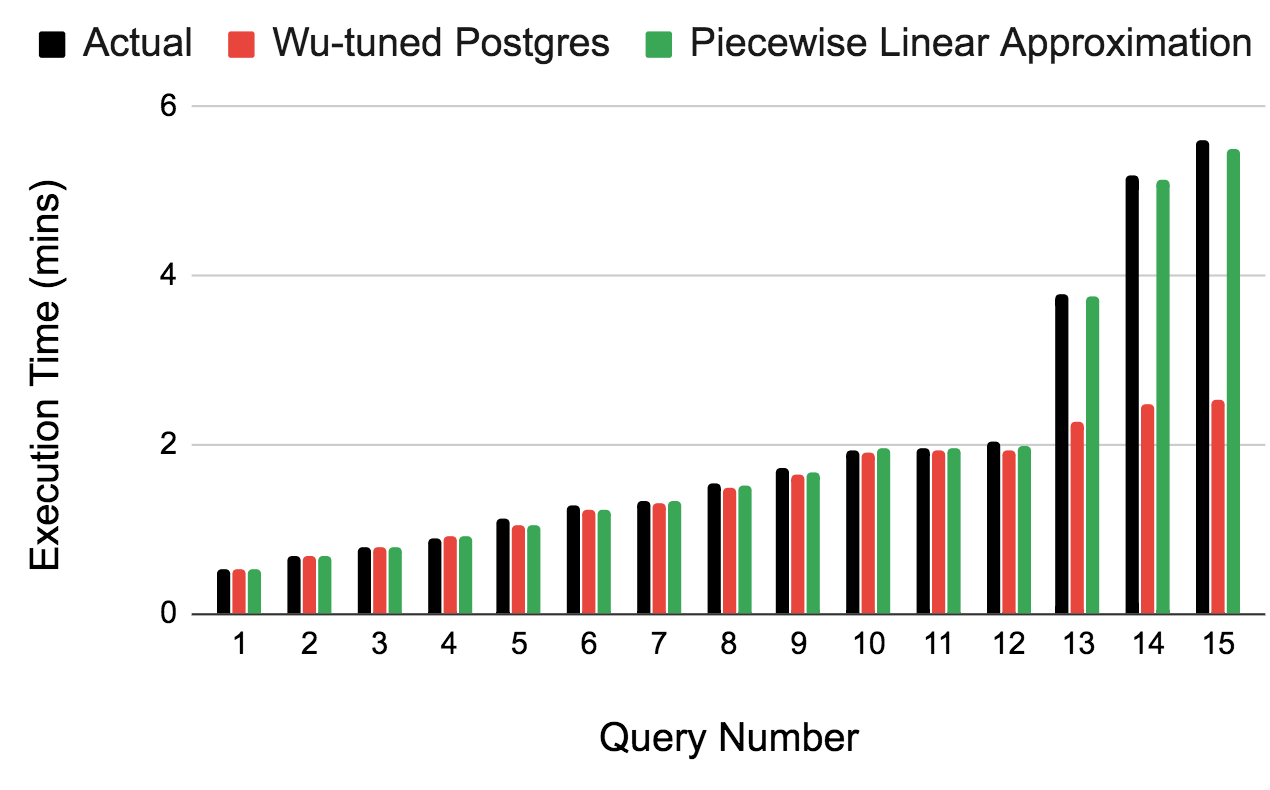 Actual Wu-tuned Postgres Piecewise Linear Approximation
Execution Time (mins)
6
4
2
0
1 2 3 4 5 6 7 8 9 10 11 12 13 14 15
Query Number